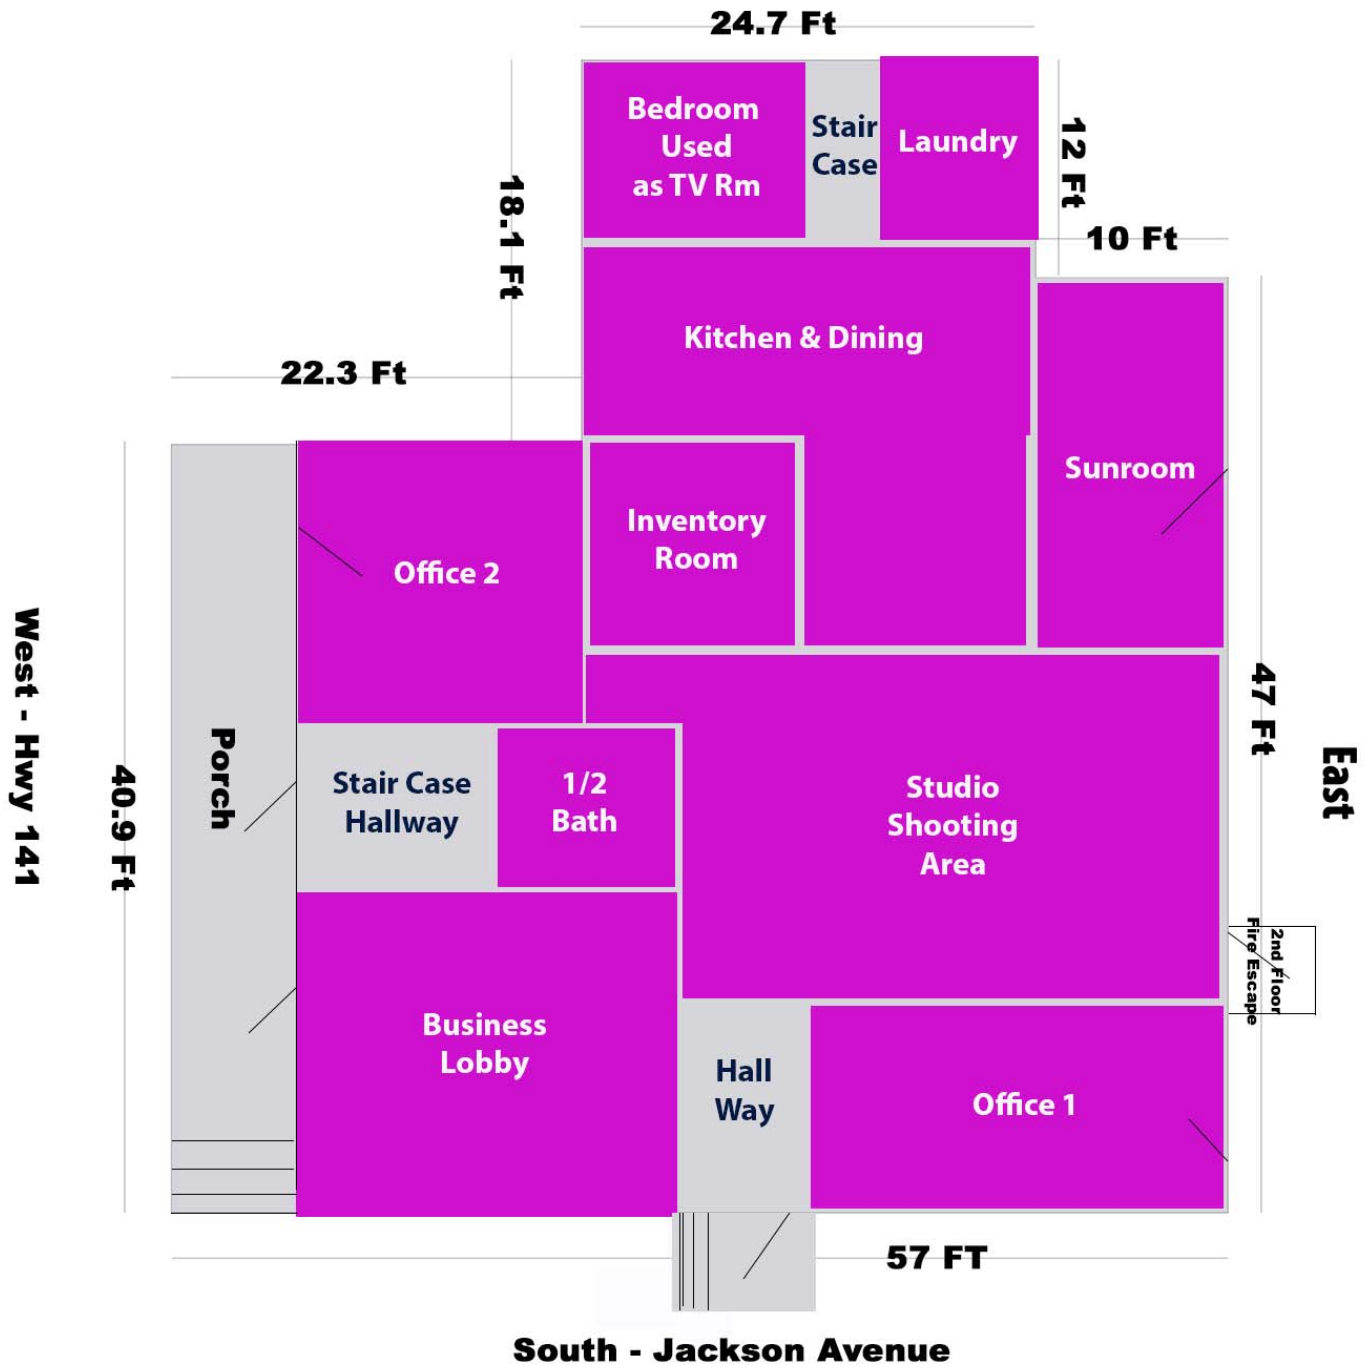 24.7 Ft
Bedroom
Used
as TV Rm
Stair
Case
Laundry
12 Ft
18.1 Ft
10 Ft
Kitchen & Dining
22.3 Ft
Sunroom
Inventory
Room
Office 2
West - Hwy 141
40.9 Ft
Porch
Stair Case
Hallway
1/2
Bath
Studio
Shooting
Area
47 Ft
East
2nd Floor
Fire Escape
Business
Lobby
Hall
Way
Office 1
57 FT
South - Jackson Avenue